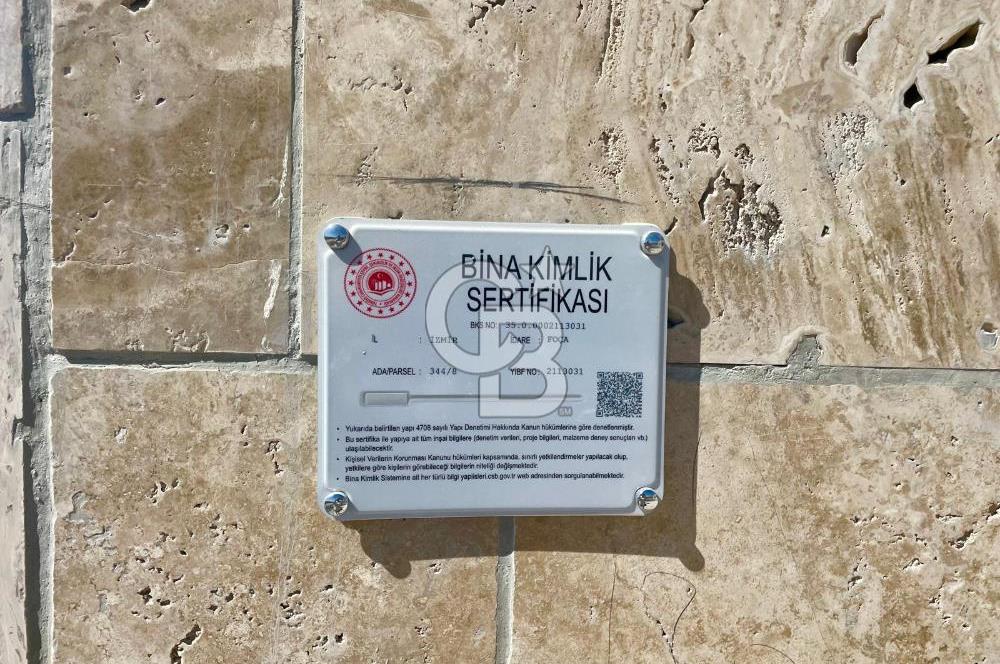 BİNA KİMLİK
SERTİFİKASI
BKS NO: 35.0.0002113031
İL : İZMİR İDARE : FOÇA
ADA/PARSEL : 344/8 YIBF NO: 2113031
CB
SM
• Yukarıda belirtilen yapı 4708 sayılı Yapı Denetimi Hakkında Kanun hükümlerine göre denetlenmiştir.
• Bu sertifika ile yapıya ait tüm inşai bilgilere (denetim verileri, proje bilgileri, malzeme deney sonuçları vb.)
ulaşılabilecektir.
• Kişisel Verilerin Korunması Kanunu hükümleri kapsamında, sınırlı yetkilendirmeler yapılacak olup,
yetkilere göre kişilerin görebileceği bilgilerin niteliği değişmektedir.
• Bina Kimlik Sistemine ait her türlü bilgi yapiisleri.csb.gov.tr web adresinden sorgulanabilmektedir.